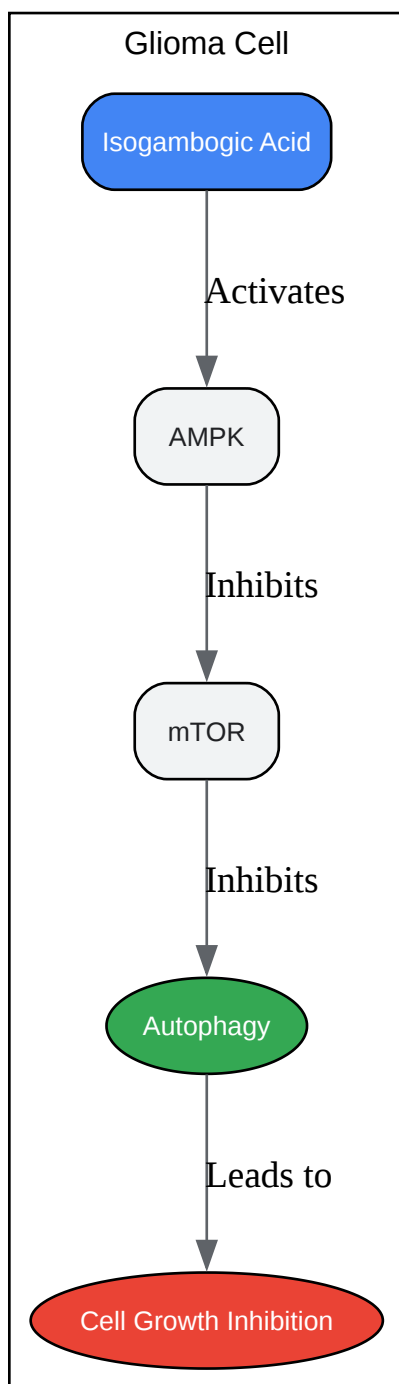 Glioma Cell
Isogambogic Acid
Activates
AMPK
Inhibits
mTOR
Inhibits
Autophagy
Leads to
Cell Growth Inhibition